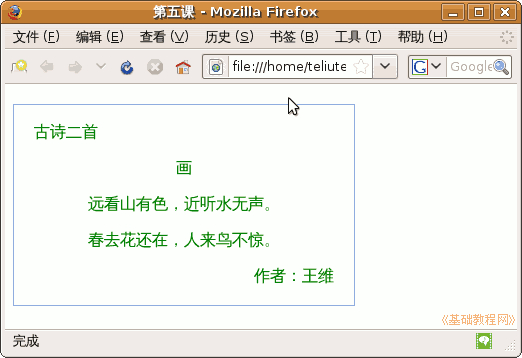 第五课 - Mozilla Firefox
文件 (F) 编辑 (E) 查看 (V) 历史 (S) 书签 (B) 工具 (T) 帮助 (H)
file:///home/teliute
Google
古诗二首
画
远看山有色，近听水无声。
春去花还在，人来鸟不惊。
作者：王维
《基础教程网》
完成